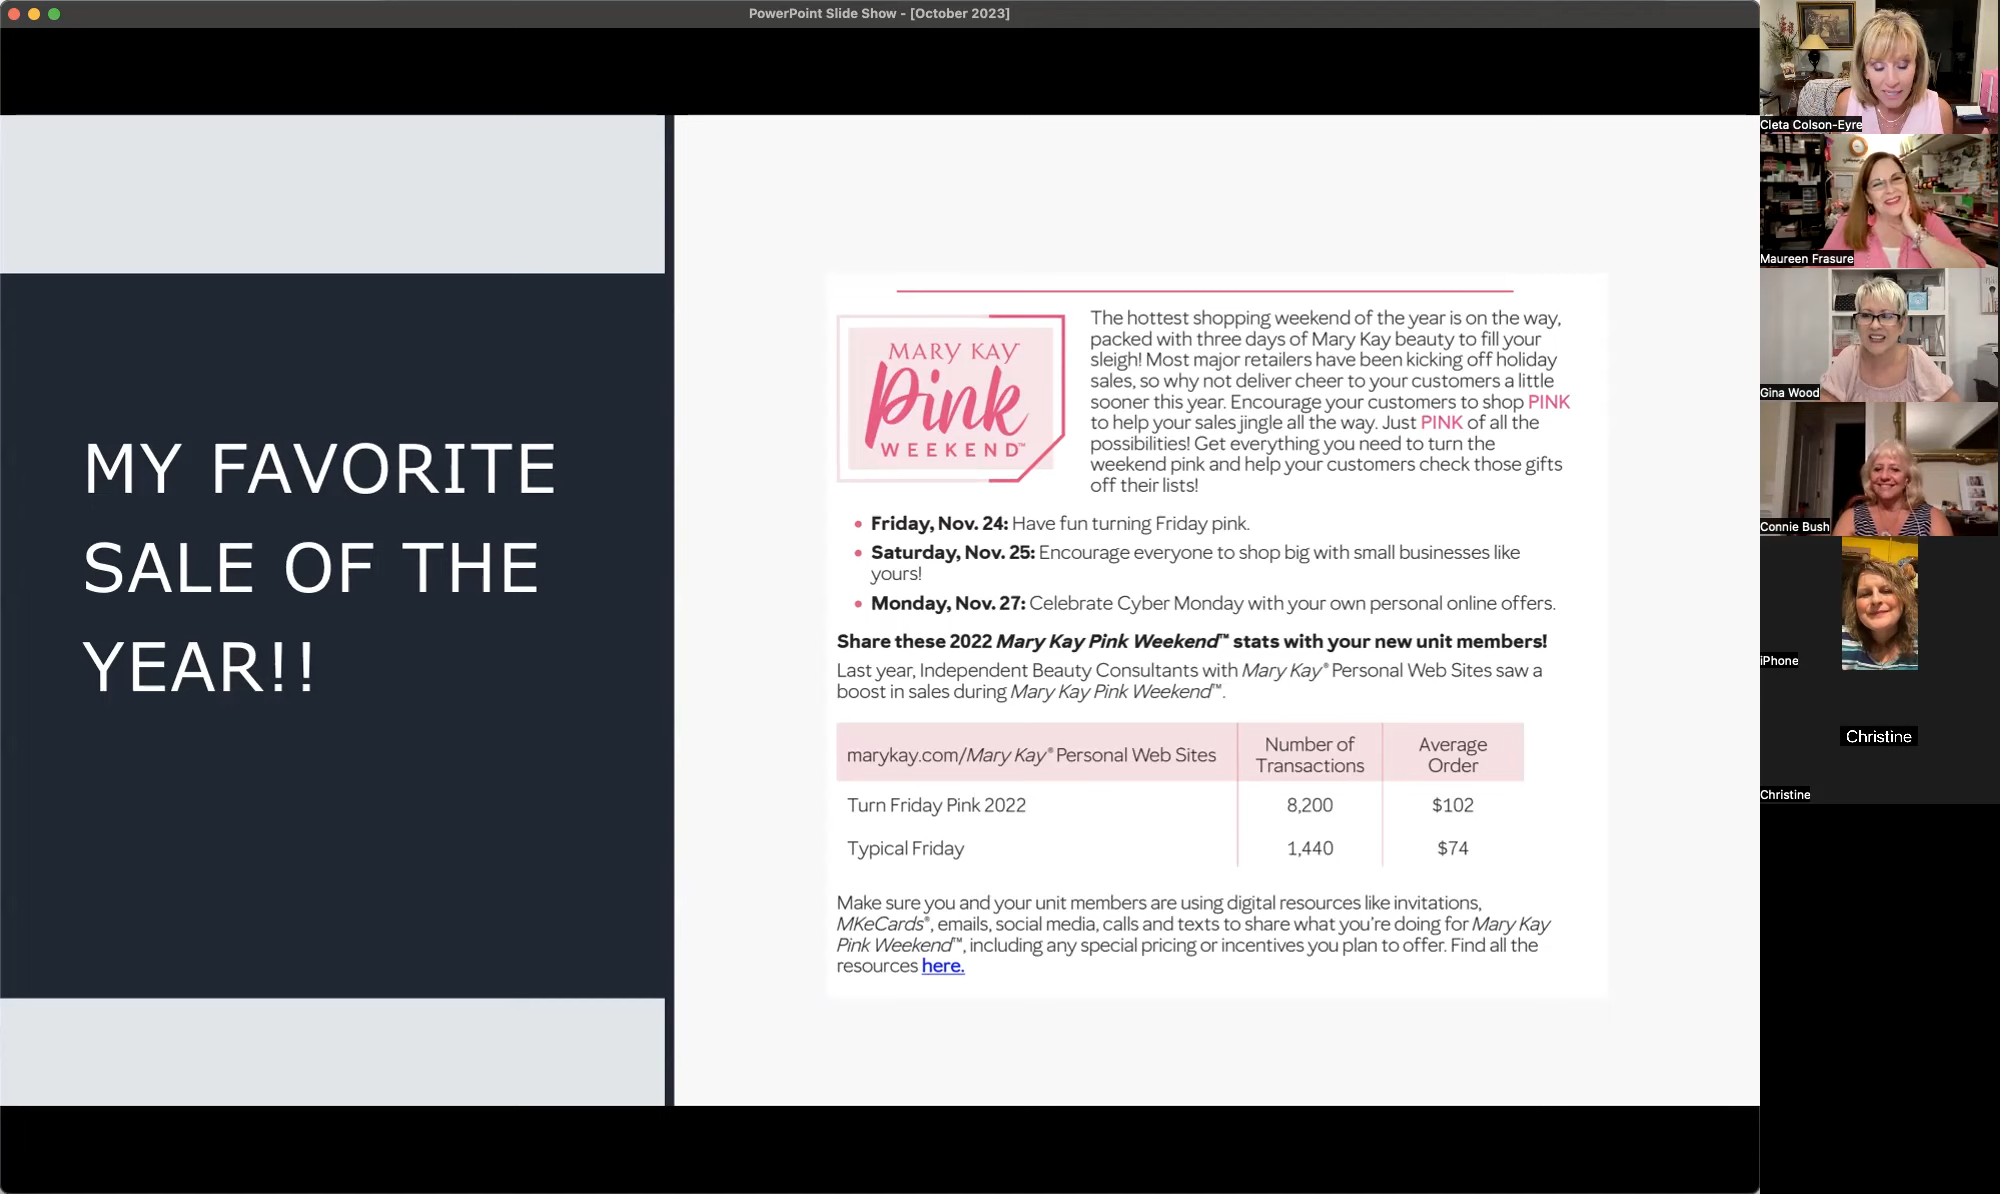 PowerPoint Slide Show - [October 2023]
MY FAVORITE
SALE OF THE
YEAR!!
MARY KAY™
Pink
WEEKEND™
The hottest shopping weekend of the year is on the way,
packed with three days of Mary Kay beauty to fill your
sleigh! Most major retailers have been kicking off holiday
sales, so why not deliver cheer to your customers a little
sooner this year. Encourage your customers to shop PINK
to help your sales jingle all the way. Just PINK of all the
possibilities! Get everything you need to turn the
weekend pink and help your customers check those gifts
off their lists!
• Friday, Nov. 24: Have fun turning Friday pink.
• Saturday, Nov. 25: Encourage everyone to shop big with small businesses like
yours!
• Monday, Nov. 27: Celebrate Cyber Monday with your own personal online offers.
Share these 2022 Mary Kay Pink Weekend™ stats with your new unit members!
Last year, Independent Beauty Consultants with Mary Kay® Personal Web Sites saw a
boost in sales during Mary Kay Pink Weekend™.
marykay.com/Mary Kay® Personal Web Sites
Number of
Transactions
Average
Order
Turn Friday Pink 2022 8,200 $102
Typical Friday 1,440 $74
Make sure you and your unit members are using digital resources like invitations,
MKeCards®, emails, social media, calls and texts to share what you're doing for Mary Kay
Pink Weekend™, including any special pricing or incentives you plan to offer. Find all the
resources here.
Cleta Colson-Eyre
Maureen Frasure
Gina Wood
Connie Bush
iPhone
Christine
Christine